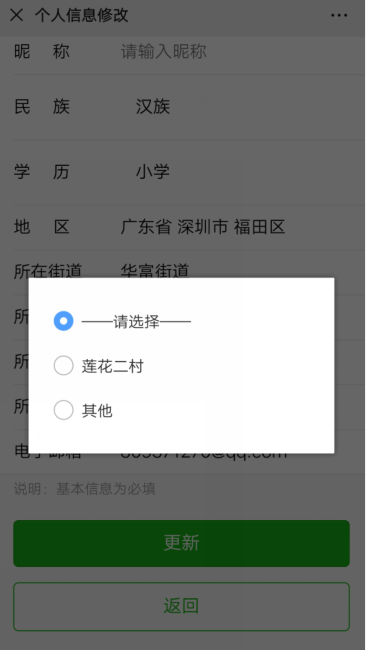 个人信息修改
昵 称 请输入昵称
民 族 汉族
学 历 小学
地 区 广东省 深圳市 福田区
所在街道 华富街道
所
——请选择——
所
莲花二村
所
其他
说明：基本信息为必填
更新
返回